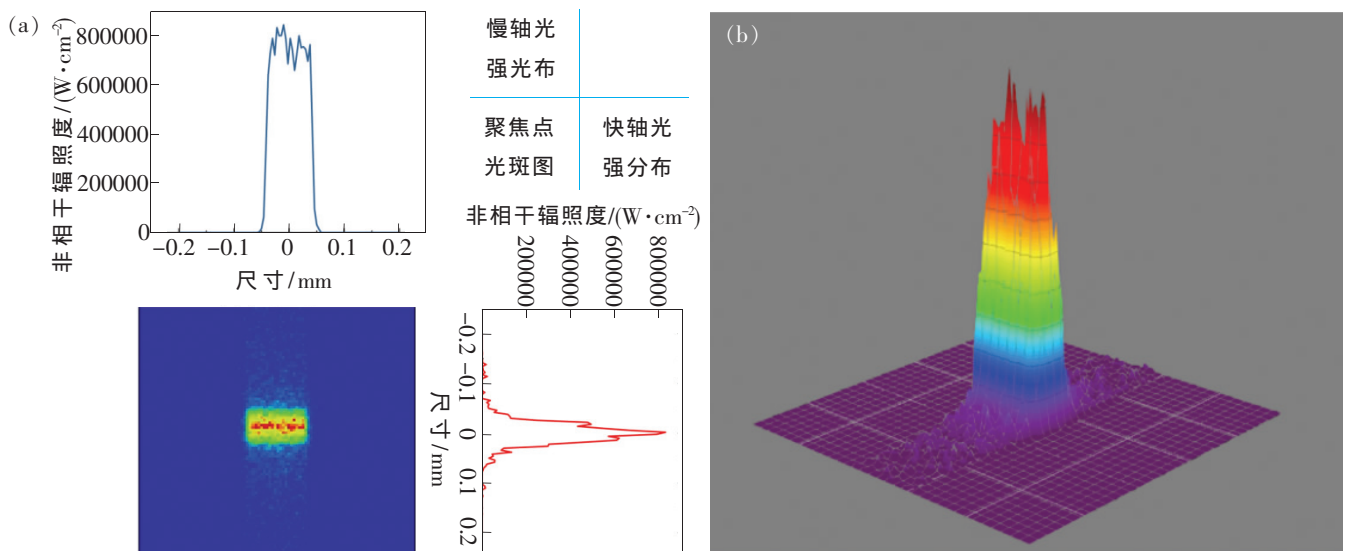 (a)
非相干辐照度/(W·cm⁻²)
800000
600000
400000
200000
0
−0.2 −0.1 0 0.1 0.2
尺寸/mm
慢轴光
强光布
聚焦点
光斑图
快轴光
强分布
非相干辐照度/(W·cm⁻²)
200000
400000
600000
800000
尺寸/mm
−0.2
−0.1
0
0.1
0.2
(b)